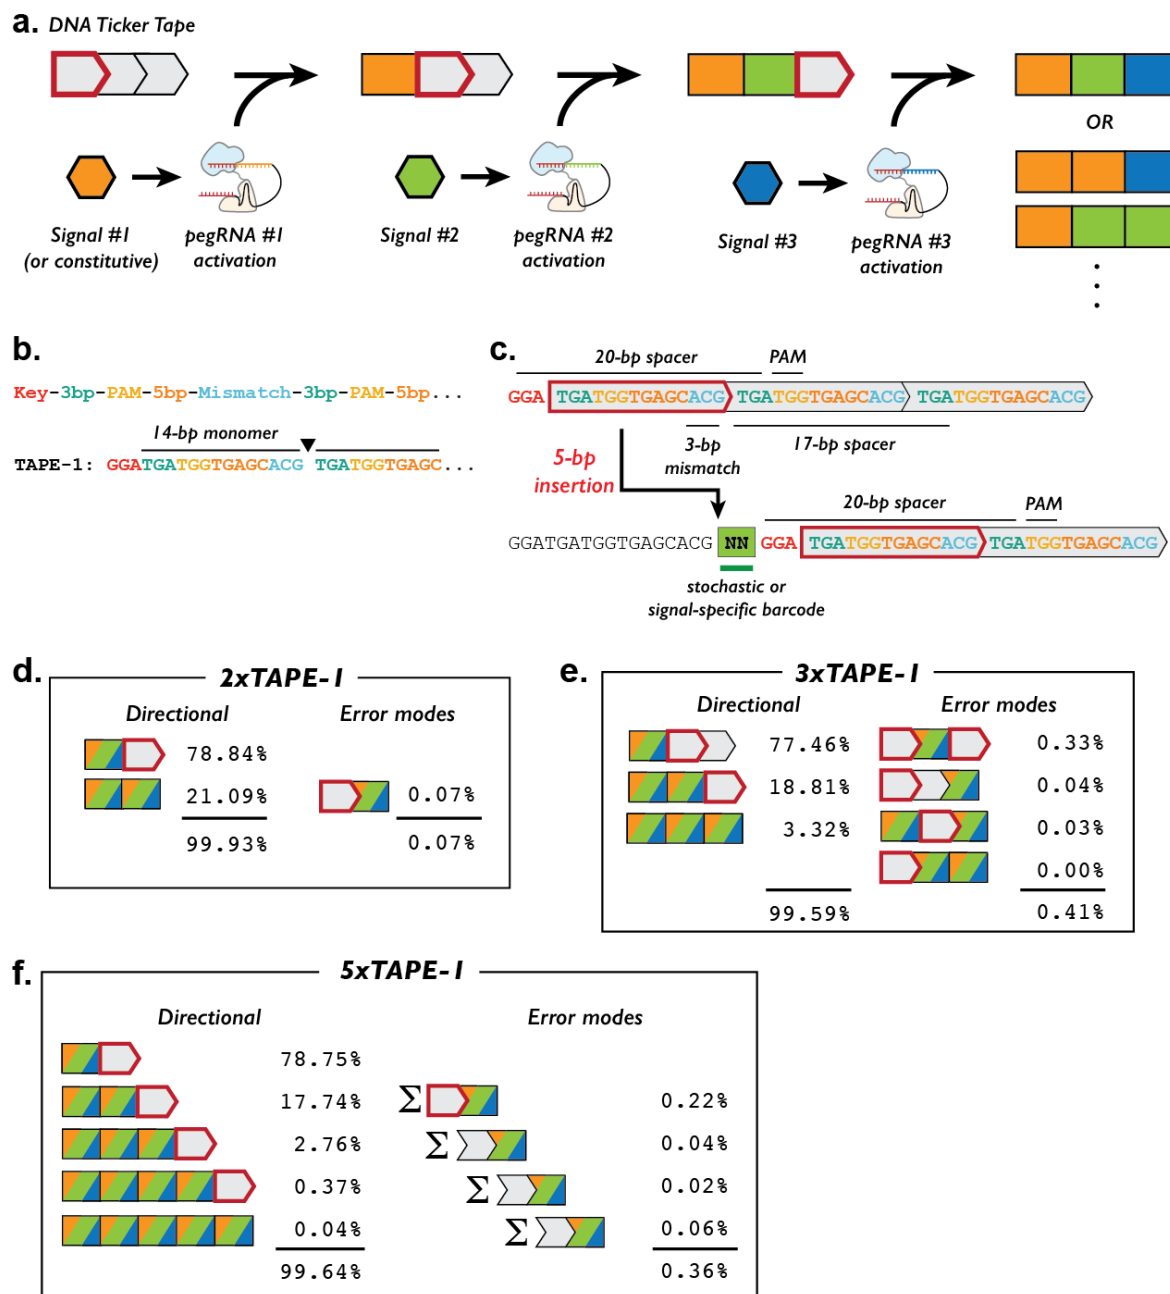 a. DNA Ticker Tape
OR
Signal #1
(or constitutive)
pegRNA #1
activation
Signal #2
pegRNA #2
activation
Signal #3
pegRNA #3
activation
b.
Key-3bp-PAM-5bp-Mismatch-3bp-PAM-5bp...
14-bp monomer
TAPE-1: GGATGATGGTGAGCACG TGATGGTGAGC...
c.
20-bp spacer PAM
GGA TGATGGTGAGCACG TGATGGTGAGCACG TGATGGTGAGCACG
3-bp
mismatch
17-bp spacer
5-bp
insertion
20-bp spacer PAM
GGATGATGGTGAGCACG NN GGA TGATGGTGAGCACG TGATGGTGAGCACG
stochastic or
signal-specific barcode
d.
2xTAPE-1
Directional Error modes
78.84%
21.09% 0.07%
99.93% 0.07%
e.
3xTAPE-1
Directional Error modes
77.46% 0.33%
18.81% 0.04%
3.32% 0.03%
0.00%
99.59% 0.41%
f.
5xTAPE-1
Directional Error modes
78.75%
17.74% Σ 0.22%
2.76% Σ 0.04%
0.37% Σ 0.02%
0.04% Σ 0.06%
99.64% 0.36%